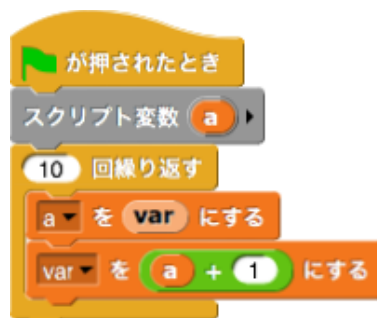 が押されたとき
スクリプト変数 a
10 回繰り返す
a を var にする
var を a + 1 にする